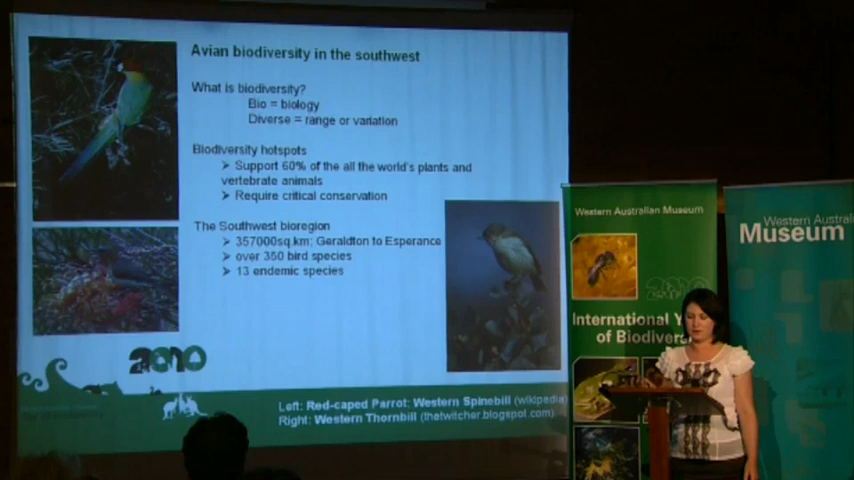 Avian biodiversity in the southwest
What is biodiversity?
Bio = biology
Diverse = range or variation
Biodiversity hotspots
➢ Support 60% of the all the world's plants and
vertebrate animals
➢ Require critical conservation
The Southwest bioregion
➢ 357000sq.km; Geraldton to Esperance
➢ over 350 bird species
➢ 13 endemic species
2010
Left: Red-caped Parrot; Western Spinebill (wikipedia)
Right: Western Thornbill (thetwitcher.blogspot.com)
Western Australian Museum
2010
International Y
of Biodivers
Western Australi
Museum